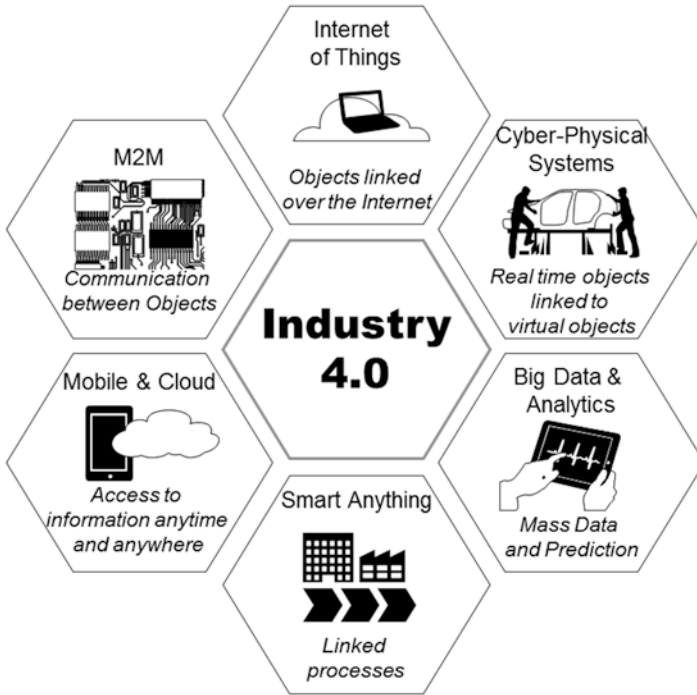 Internet
of Things
Objects linked
over the Internet
Cyber-Physical
Systems
Real time objects
linked to
virtual objects
Big Data &
Analytics
Mass Data
and Prediction
Smart Anything
Linked
processes
Mobile & Cloud
Access to
information anytime
and anywhere
M2M
Communication
between Objects
Industry
4.0